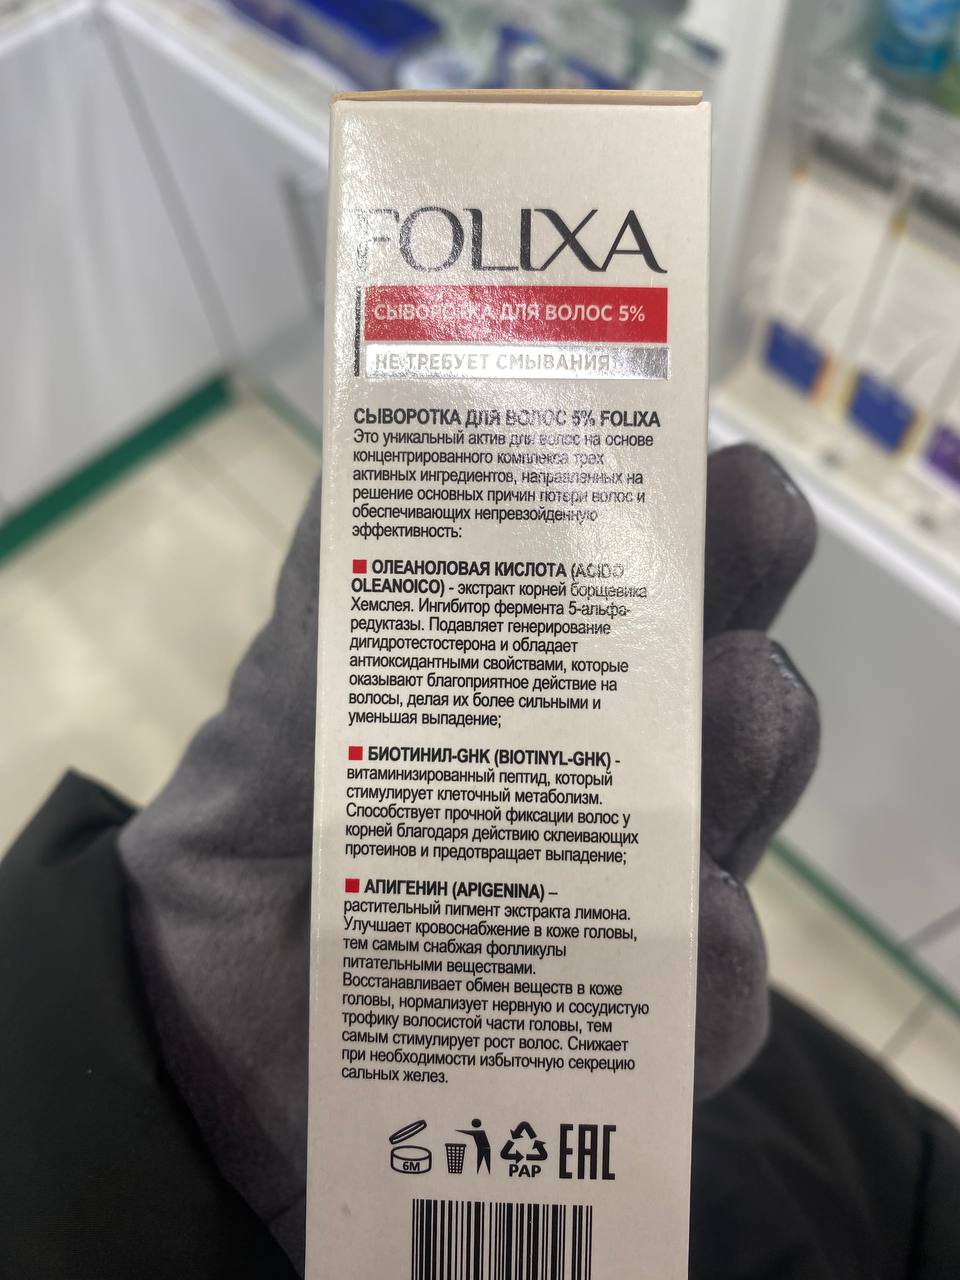 FOLIXA
СЫВОРОТКА ДЛЯ ВОЛОС 5%
НЕ ТРЕБУЕТ СМЫВАНИЯ
СЫВОРОТКА ДЛЯ ВОЛОС 5% FOLIXA
Это уникальный актив для волос на основе
концентрированного комплекса трех
активных ингредиентов, направленных на
решение основных причин потери волос и
обеспечивающих непревзойденную
эффективность:
ОЛЕАНОЛОВАЯ КИСЛОТА (ACIDO
OLEANOICO) - экстракт корней борщевика
Хемслея. Ингибитор фермента 5-альфа-
редуктазы. Подавляет генерирование
дигидротестостерона и обладает
антиоксидантными свойствами, которые
оказывают благоприятное действие на
волосы, делая их более сильными и
уменьшая выпадение;
БИОТИНИЛ-GHK (BIOTINYL-GHK) -
витаминизированный пептид, который
стимулирует клеточный метаболизм.
Способствует прочной фиксации волос у
корней благодаря действию склеивающих
протеинов и предотвращает выпадение;
АПИГЕНИН (APIGENINA) –
растительный пигмент экстракта лимона.
Улучшает кровоснабжение в коже головы,
тем самым снабжая фолликулы
питательными веществами.
Восстанавливает обмен веществ в коже
головы, нормализует нервную и сосудистую
трофику волосистой части головы, тем
самым стимулирует рост волос. Снижает
при необходимости избыточную секрецию
сальных желез.
6M
PAP
EAC